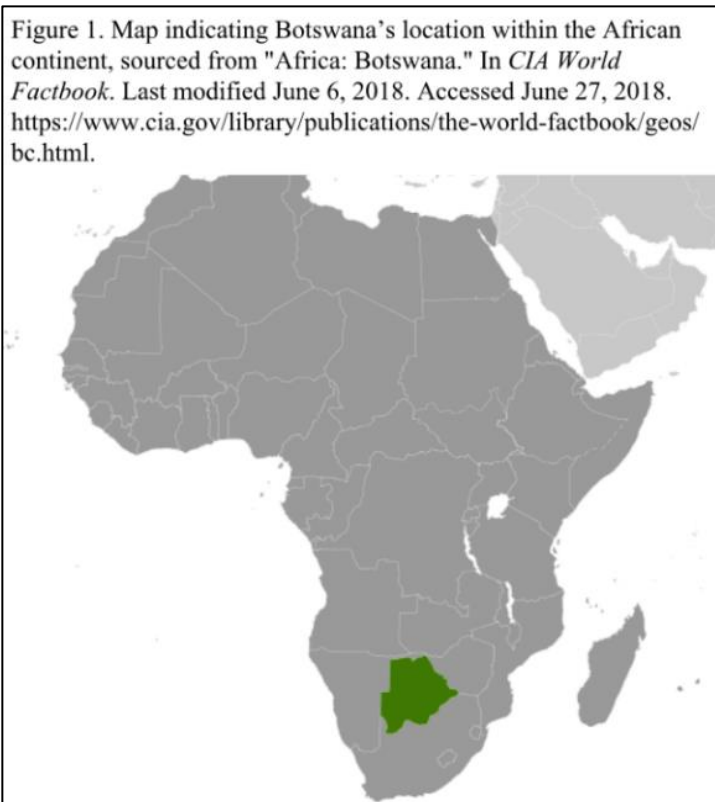 Figure 1. Map indicating Botswana’s location within the African
continent, sourced from "Africa: Botswana." In CIA World
Factbook. Last modified June 6, 2018. Accessed June 27, 2018.
https://www.cia.gov/library/publications/the-world-factbook/geos/
bc.html.